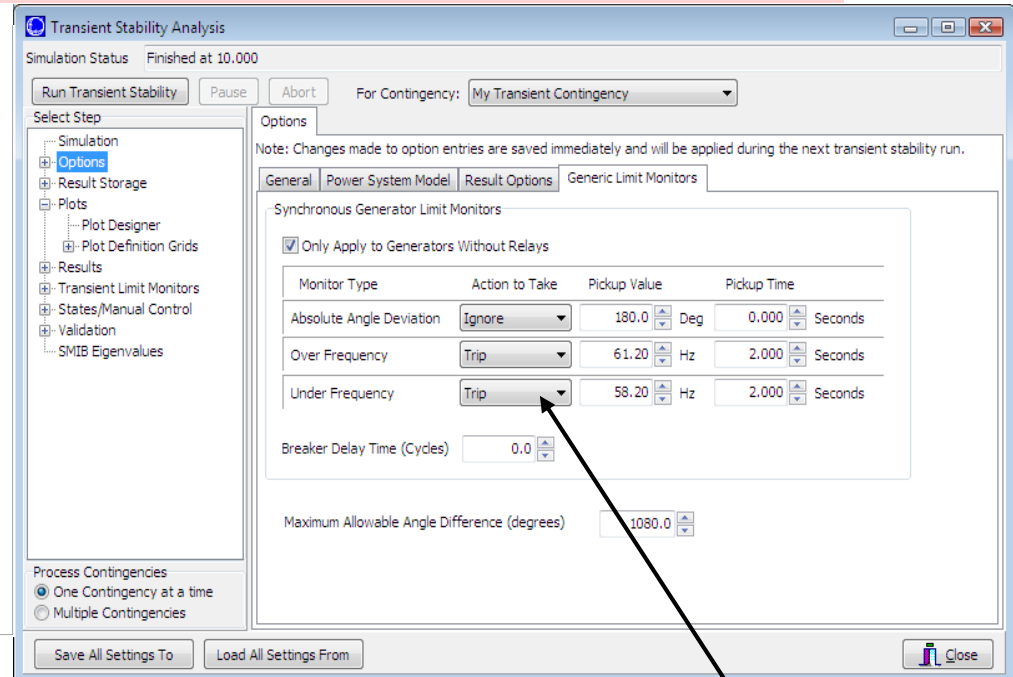 Transient Stability Analysis
Simulation Status Finished at 10.000
Run Transient Stability Pause Abort For Contingency: My Transient Contingency
Select Step
Simulation
Options
Result Storage
Plots
Plot Designer
Plot Definition Grids
Results
Transient Limit Monitors
States/Manual Control
Validation
SMIB Eigenvalues
Process Contingencies
One Contingency at a time
Multiple Contingencies
Options
Note: Changes made to option entries are saved immediately and will be applied during the next transient stability run.
General Power System Model Result Options Generic Limit Monitors
Synchronous Generator Limit Monitors
Only Apply to Generators Without Relays
Monitor Type Action to Take Pickup Value Pickup Time
Absolute Angle Deviation Ignore 180.0 Deg 0.000 Seconds
Over Frequency Trip 61.20 Hz 2.000 Seconds
Under Frequency Trip 58.20 Hz 2.000 Seconds
Breaker Delay Time (Cycles) 0.0
Maximum Allowable Angle Difference (degrees) 1080.0
Save All Settings To Load All Settings From Close